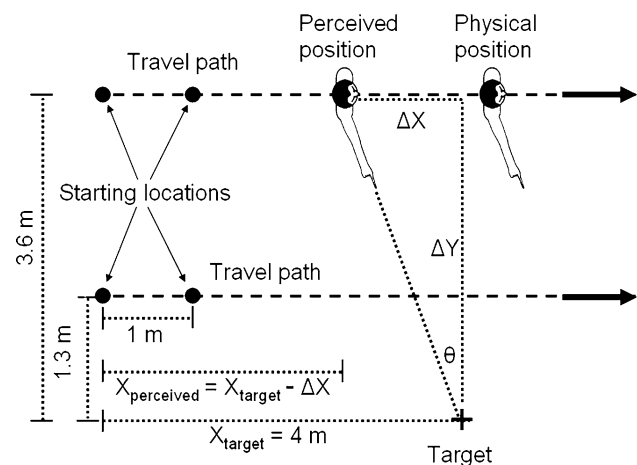 Perceived
position
Physical
position
Travel path
ΔX
Starting locations
3.6 m
ΔY
Travel path
1 m
1.3 m
θ
Xperceived = Xtarget - ΔX
Xtarget = 4 m
Target